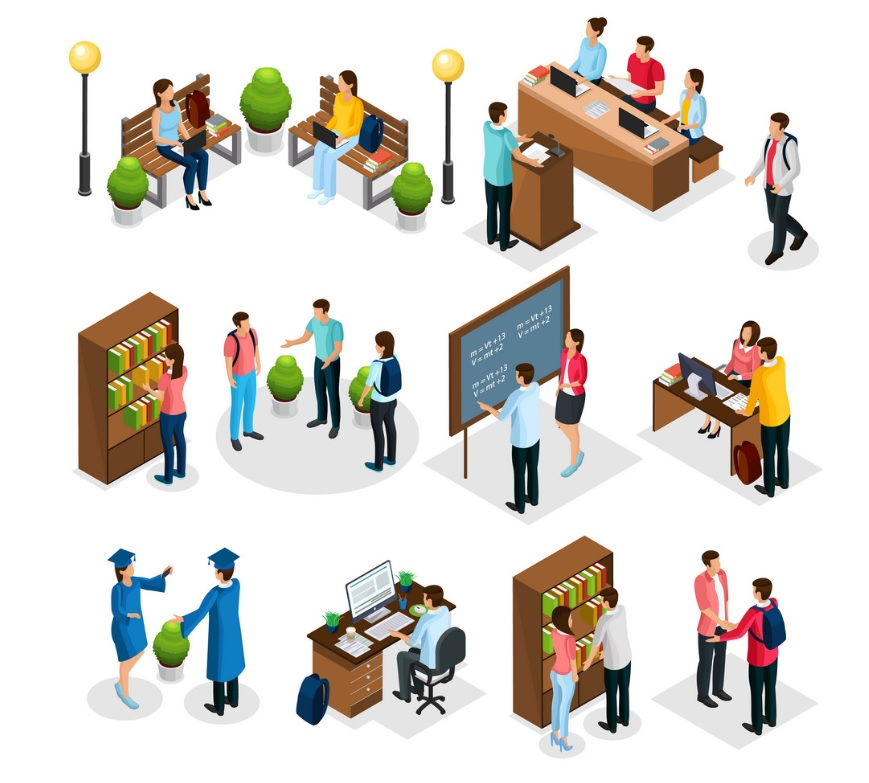 m = Vt +13
V = mt +2
m = Vt +13
V = mt +2
m = Vt +13
V = mt +2